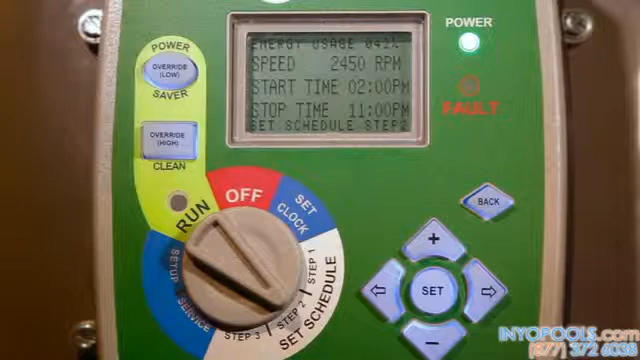 POWER
OVERRIDE
(LOW)
SAVER
OVERRIDE
(HIGH)
CLEAN
ENERGY USAGE 041%
SPEED 2450 RPM
START TIME 02:00PM
STOP TIME 11:00PM
SET SCHEDULE STEP2
POWER
FAULT
RUN
OFF
SET
CLOCK
STEP 1
STEP 2
STEP 3
SET SCHEDULE
SERVICE
SETUP
BACK
+
SET
−
INYOPOOLS.com
(877) 372 6038